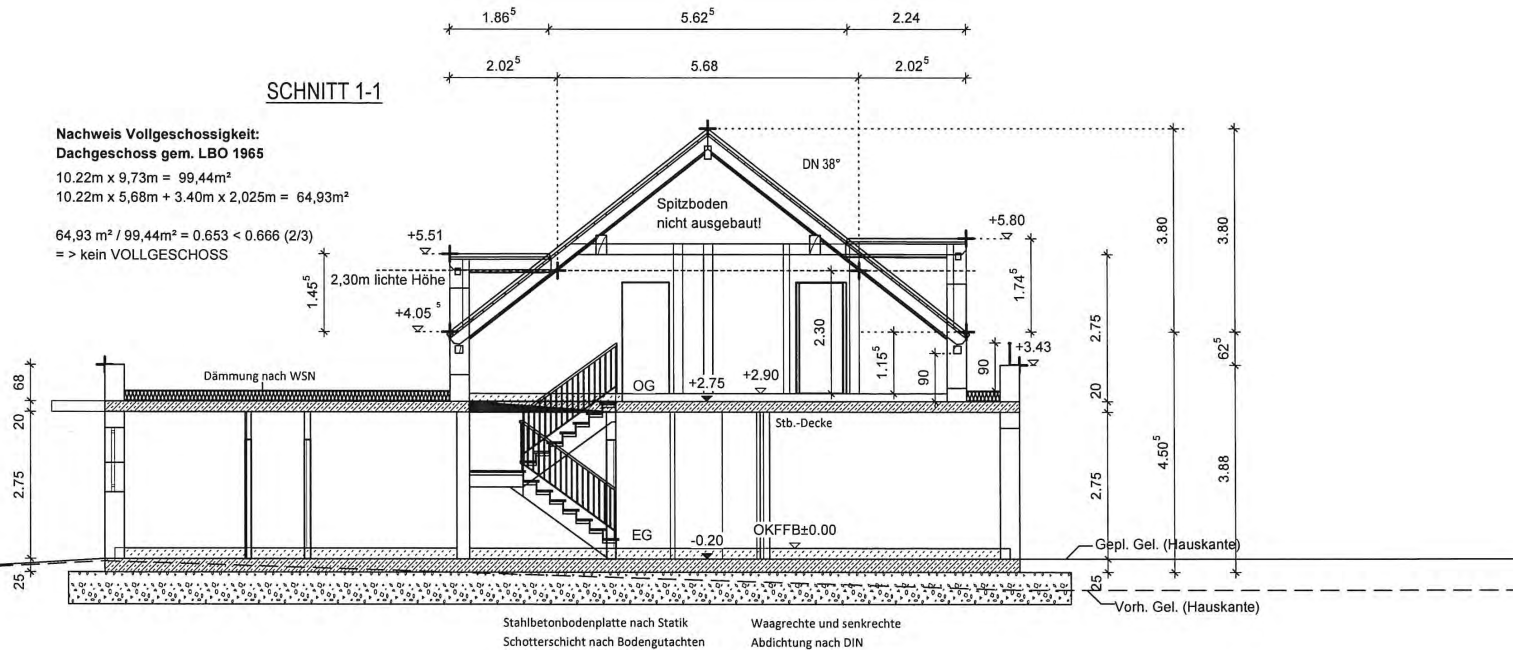 1.86⁵ 5.62⁵ 2.24
2.02⁵ 5.68 2.02⁵
SCHNITT 1-1
Nachweis Vollgeschossigkeit:
Dachgeschoss gem. LBO 1965
10.22m x 9,73m = 99,44m²
10.22m x 5,68m + 3.40m x 2,025m = 64,93m²
64,93 m² / 99,44m² = 0.653 < 0.666 (2/3)
= > kein VOLLGESCHOSS
DN 38°
Spitzboden
nicht ausgebaut!
+5.51
+5.80
2,30m lichte Höhe
1.45⁵
+4.05 ⁵
1.74⁵
3.80
3.80
2.30
1.15⁵
90
90
+3.43
2.75
62⁵
68
Dämmung nach WSN
OG
+2.75
+2.90
20
20
Stb.-Decke
2.75
2.75
4.50⁵
3.88
EG
-0.20
OKFFB±0.00
Gepl. Gel. (Hauskante)
25
25
Vorh. Gel. (Hauskante)
Stahlbetonbodenplatte nach Statik
Schotterschicht nach Bodengutachten
Waagrechte und senkrechte
Abdichtung nach DIN